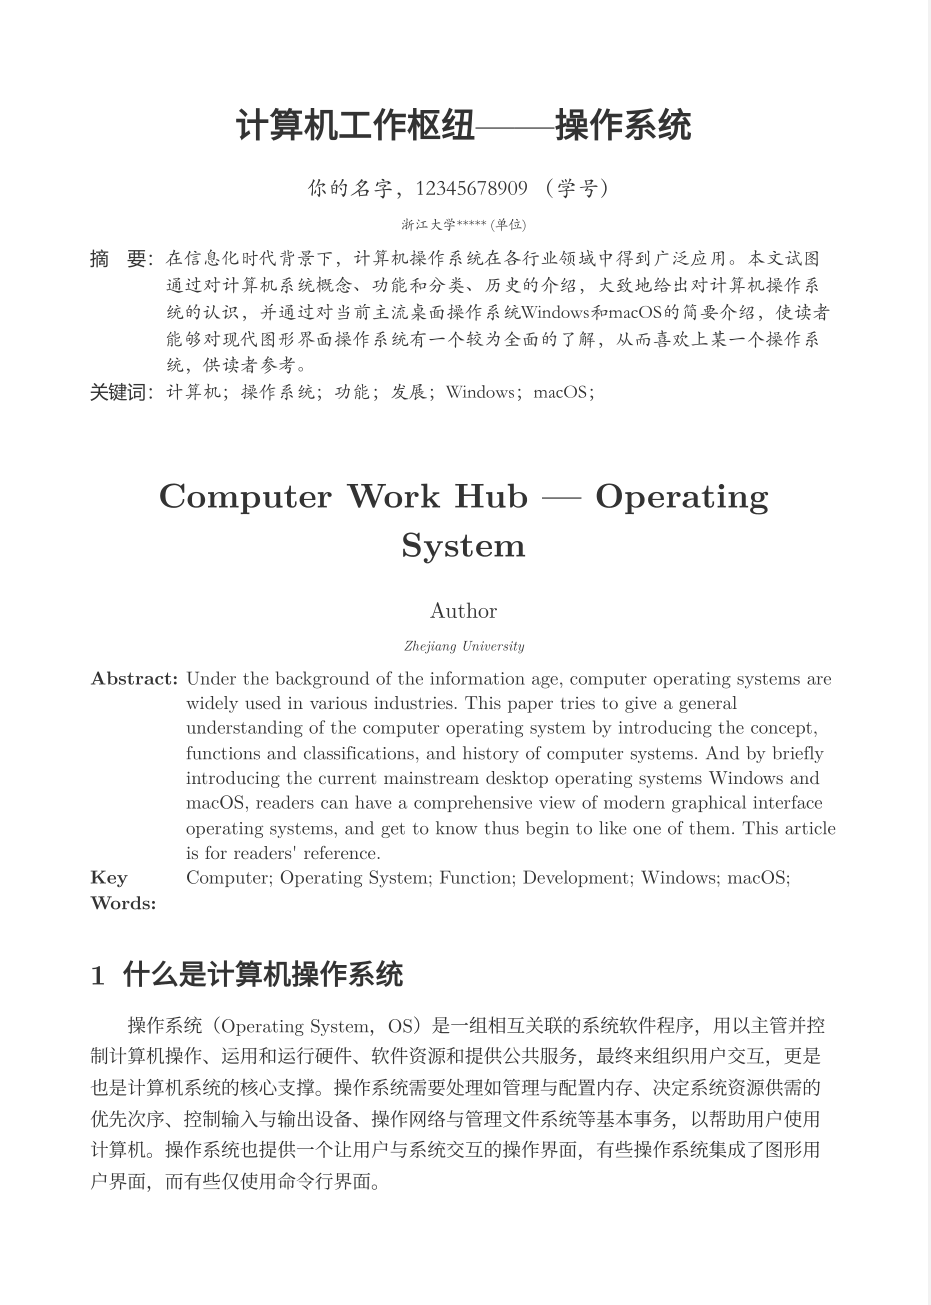 计算机工作枢纽——操作系统
你的名字，12345678909 （学号）
浙江大学***** (单位)
摘　要：在信息化时代背景下，计算机操作系统在各行业领域中得到广泛应用。本文试图
通过对计算机系统概念、功能和分类、历史的介绍，大致地给出对计算机操作系
统的认识，并通过对当前主流桌面操作系统Windows和macOS的简要介绍，使读者
能够对现代图形界面操作系统有一个较为全面的了解，从而喜欢上某一个操作系
统，供读者参考。
关键词：计算机；操作系统；功能；发展；Windows；macOS；
Computer Work Hub — Operating
System
Author
Zhejiang University
Abstract: Under the background of the information age, computer operating systems are
widely used in various industries. This paper tries to give a general
understanding of the computer operating system by introducing the concept,
functions and classifications, and history of computer systems. And by briefly
introducing the current mainstream desktop operating systems Windows and
macOS, readers can have a comprehensive view of modern graphical interface
operating systems, and get to know thus begin to like one of them. This article
is for readers' reference.
Key Computer; Operating System; Function; Development; Windows; macOS;
Words:
1 什么是计算机操作系统
操作系统（Operating System，OS）是一组相互关联的系统软件程序，用以主管并控
制计算机操作、运用和运行硬件、软件资源和提供公共服务，最终来组织用户交互，更是
也是计算机系统的核心支撑。操作系统需要处理如管理与配置内存、决定系统资源供需的
优先次序、控制输入与输出设备、操作网络与管理文件系统等基本事务，以帮助用户使用
计算机。操作系统也提供一个让用户与系统交互的操作界面，有些操作系统集成了图形用
户界面，而有些仅使用命令行界面。